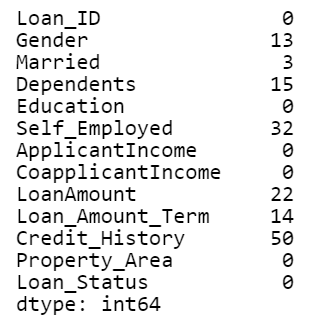 Loan_ID 0
Gender 13
Married 3
Dependents 15
Education 0
Self_Employed 32
ApplicantIncome 0
CoapplicantIncome 0
LoanAmount 22
Loan_Amount_Term 14
Credit_History 50
Property_Area 0
Loan_Status 0
dtype: int64